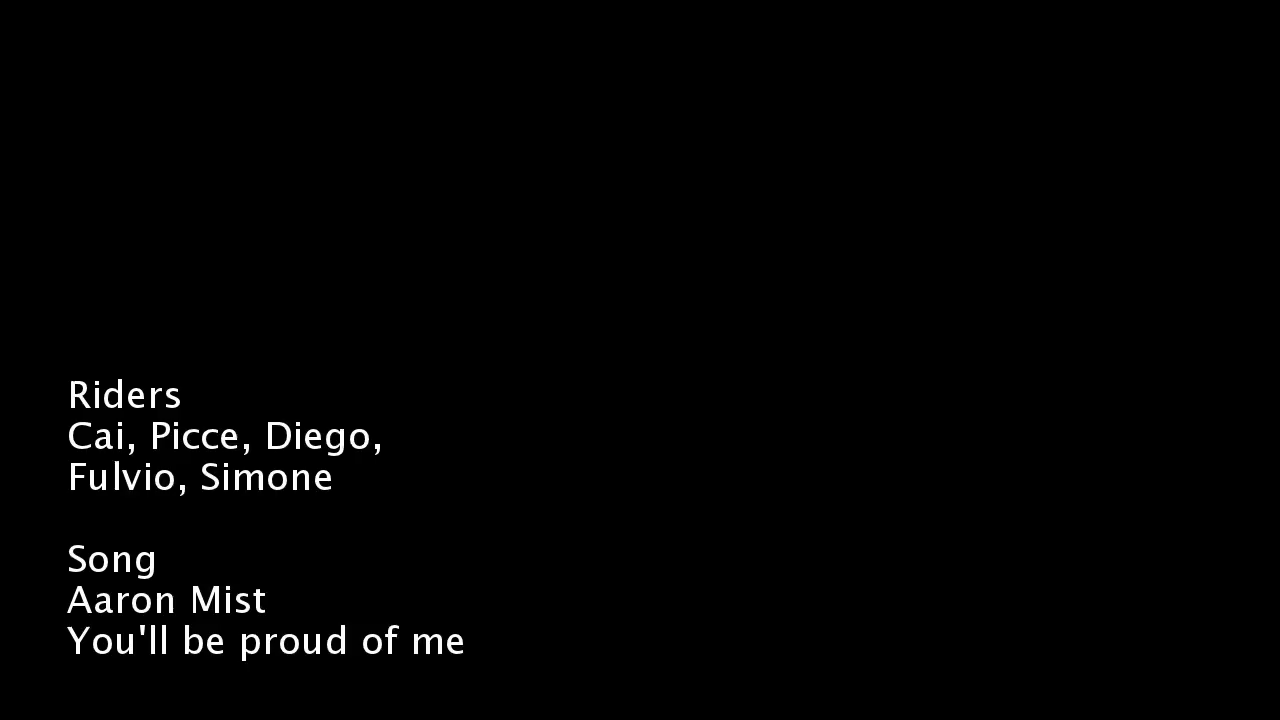 Riders
Cai, Picce, Diego,
Fulvio, Simone
Song
Aaron Mist
You'll be proud of me